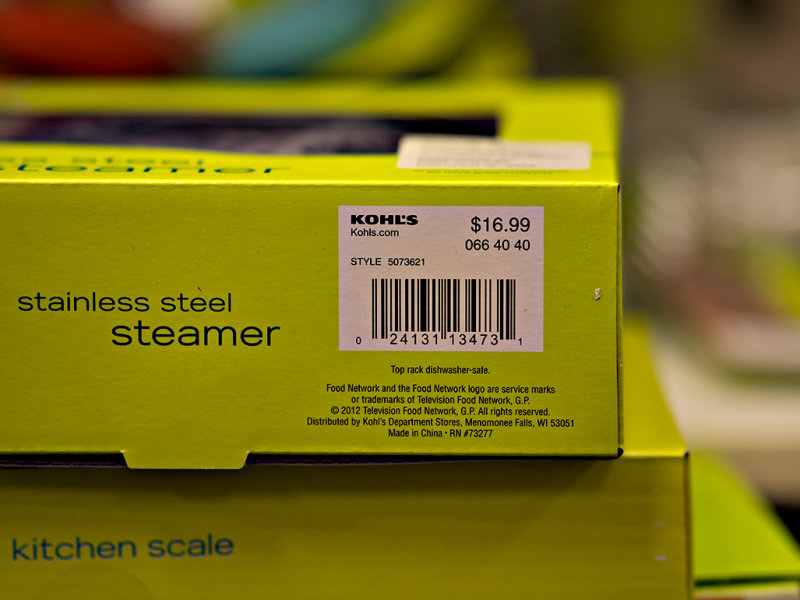 steel
steamer
KOHL'S
$16.99
Kohls.com
066 40 40
STYLE 5073621
stainless steel
steamer
0 24131 13473 1
Top rack dishwasher-safe.
Food Network and the Food Network logo are service marks
or trademarks of Television Food Network, G.P.
© 2012 Television Food Network, G.P. All rights reserved.
Distributed by Kohl's Department Stores, Menomonee Falls, WI 53051
Made in China • RN #73277
kitchen scale